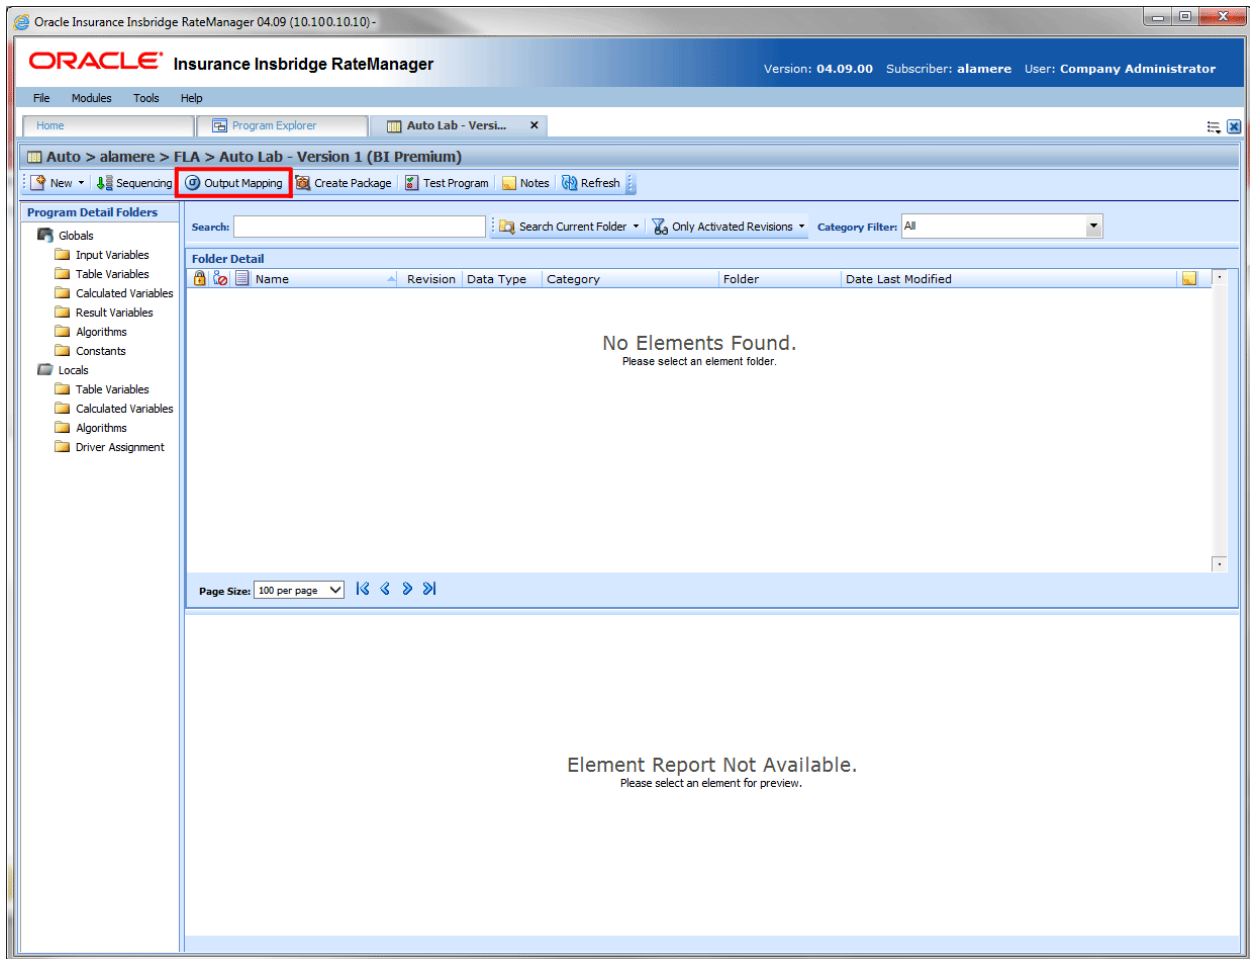 Oracle Insurance Insbridge RateManager 04.09 (10.100.10.10) -
ORACLE Insurance Insbridge RateManager
Version: 04.09.00 Subscriber: alamere User: Company Administrator
File Modules Tools Help
Home Program Explorer Auto Lab - Versi...
Auto > alamere > FLA > Auto Lab - Version 1 (BI Premium)
New Sequencing Output Mapping Create Package Test Program Notes Refresh
Program Detail Folders
Globals
Input Variables
Table Variables
Calculated Variables
Result Variables
Algorithms
Constants
Locals
Table Variables
Calculated Variables
Algorithms
Driver Assignment
Search: Search Current Folder Only Activated Revisions Category Filter: All
Folder Detail
Name Revision Data Type Category Folder Date Last Modified
No Elements Found.
Please select an element folder.
Page Size: 100 per page
Element Report Not Available.
Please select an element for preview.